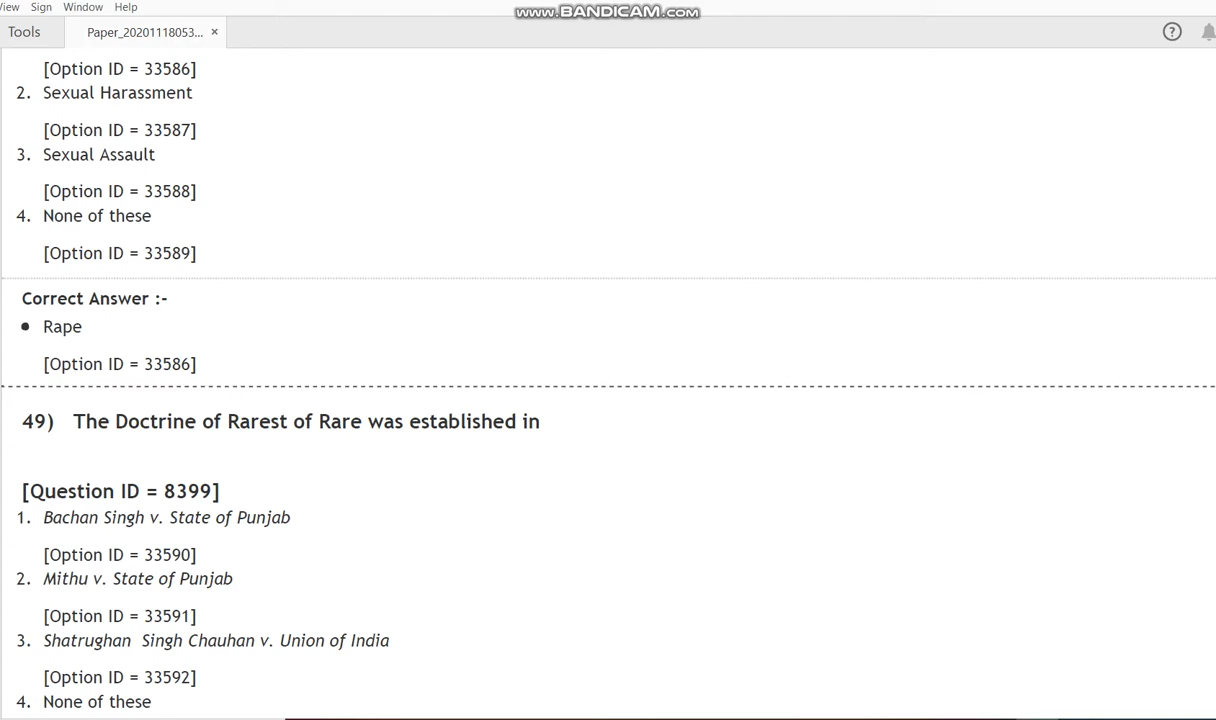 View Sign Window Help
www.BANDICAM.com
Tools Paper_20201118053... ×
?
[Option ID = 33586]
2. Sexual Harassment
[Option ID = 33587]
3. Sexual Assault
[Option ID = 33588]
4. None of these
[Option ID = 33589]
Correct Answer :-
• Rape
[Option ID = 33586]
49) The Doctrine of Rarest of Rare was established in
[Question ID = 8399]
1. Bachan Singh v. State of Punjab
[Option ID = 33590]
2. Mithu v. State of Punjab
[Option ID = 33591]
3. Shatrughan Singh Chauhan v. Union of India
[Option ID = 33592]
4. None of these